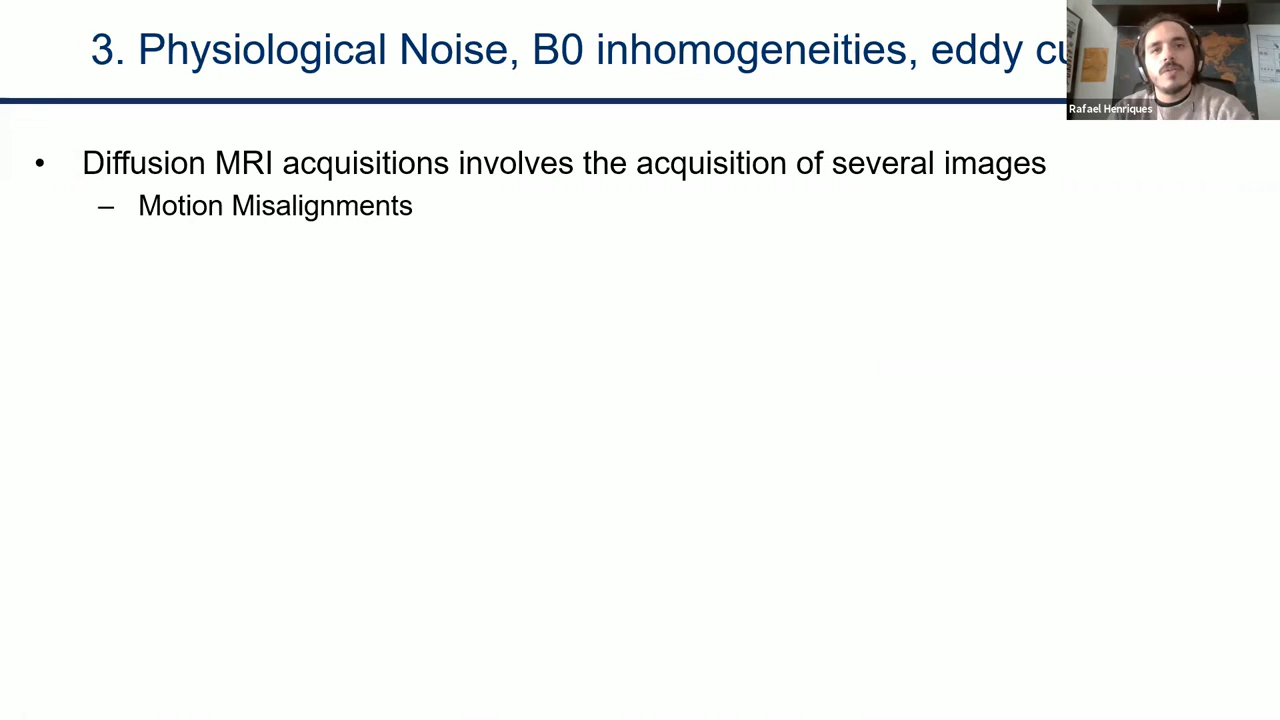 3. Physiological Noise, B0 inhomogeneities, eddy
Rafael Henriques
• Diffusion MRI acquisitions involves the acquisition of several images
– Motion Misalignments